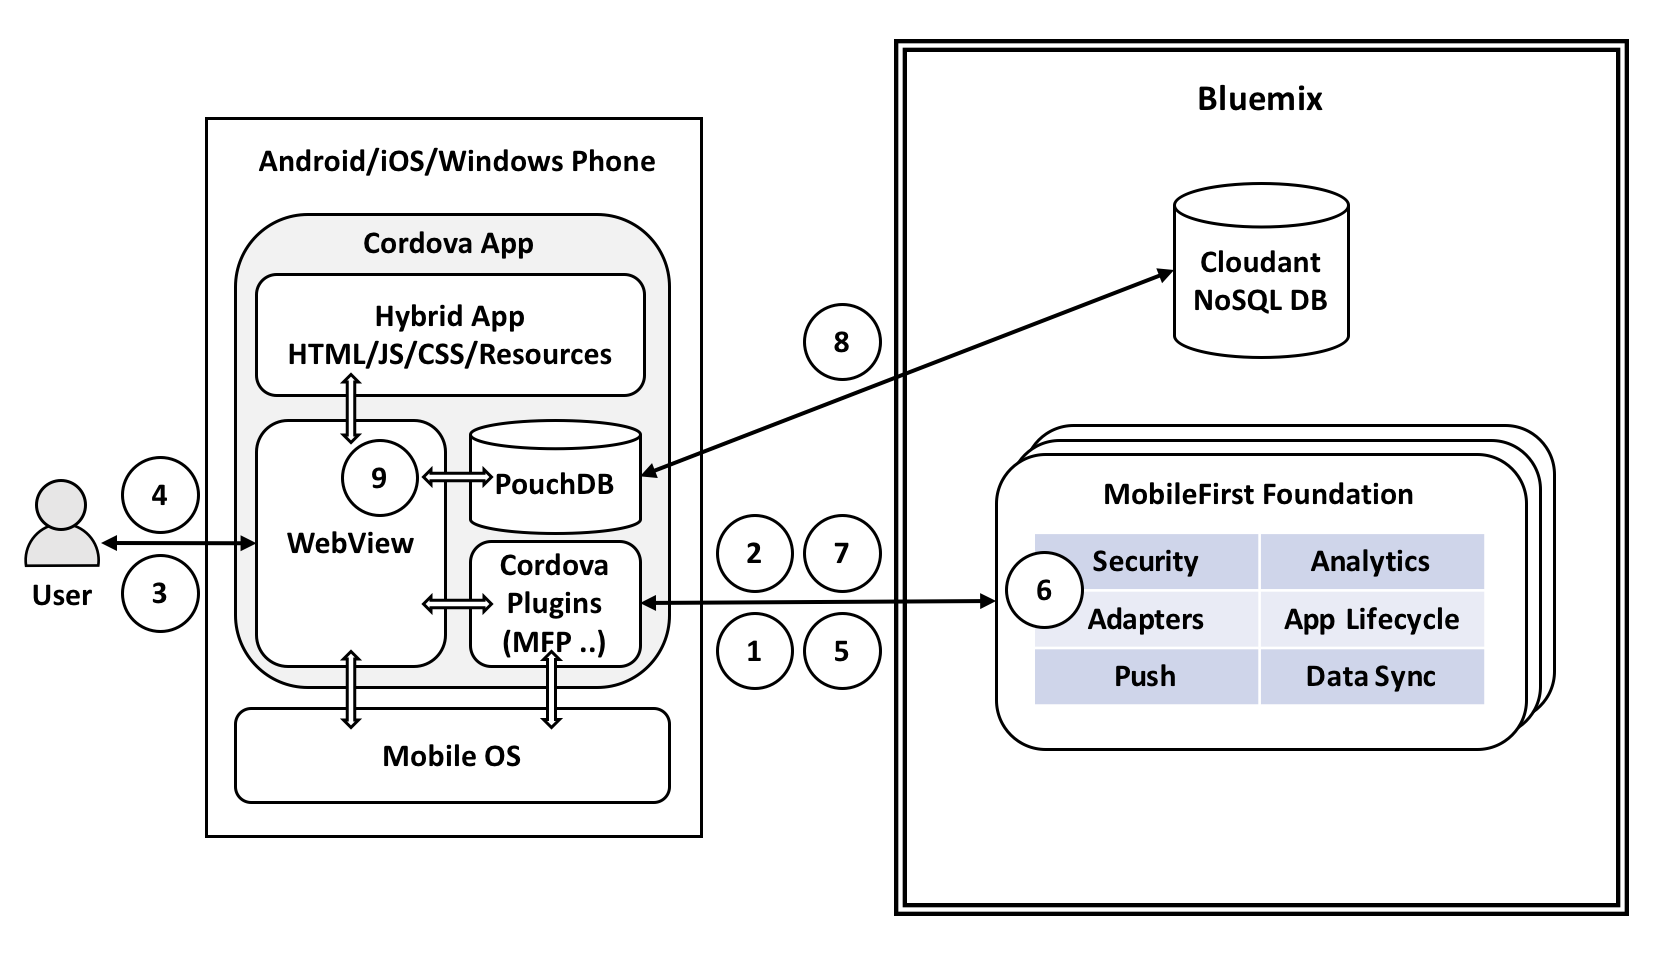 Bluemix
Android/iOS/Windows Phone
Cordova App
Hybrid App
HTML/JS/CSS/Resources
Cloudant
NoSQL DB
8
9
PouchDB
WebView
4
3
User
Cordova
Plugins
(MFP ..)
2
7
1
5
MobileFirst Foundation
6
Security
Analytics
Adapters
App Lifecycle
Push
Data Sync
Mobile OS